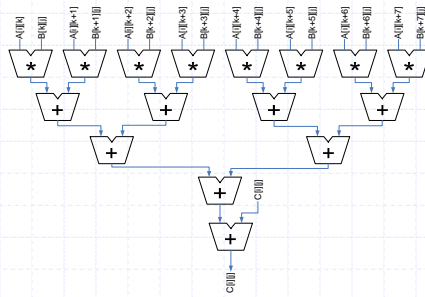 A[i][k]
B[k][j]
A[i][k+1]
B[k+1][j]
A[i][k+2]
B[k+2][j]
A[i][k+3]
B[k+3][j]
A[i][k+4]
B[k+4][j]
A[i][k+5]
B[k+5][j]
A[i][k+6]
B[k+6][j]
A[i][k+7]
B[k+7][j]
* * * * * * * *
+ + + +
+ +
+
C[i][j]
+
C[i][j]